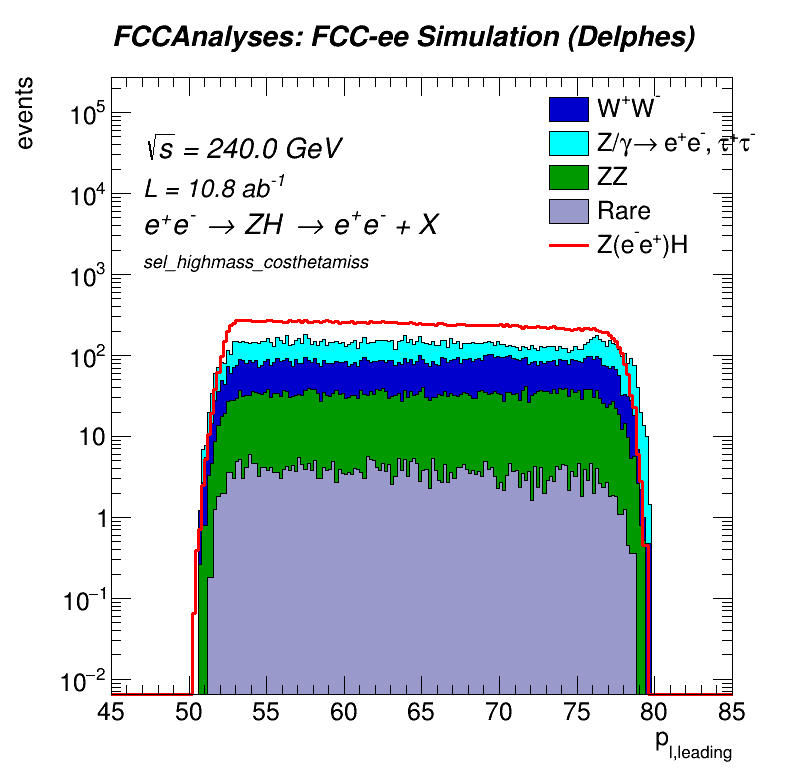 FCCAnalyses: FCC-ee Simulation (Delphes)
events
10⁵
10⁴
10³
10²
10
1
10⁻¹
10⁻²
√s = 240.0 GeV
L = 10.8 ab⁻¹
e⁺e⁻ → ZH → e⁺e⁻ + X
sel_highmass_costhetamiss
W⁺W⁻
Z/γ→ e⁺e⁻, τ⁺τ⁻
ZZ
Rare
Z(e⁻e⁺)H
45 50 55 60 65 70 75 80 85
p_l,leading